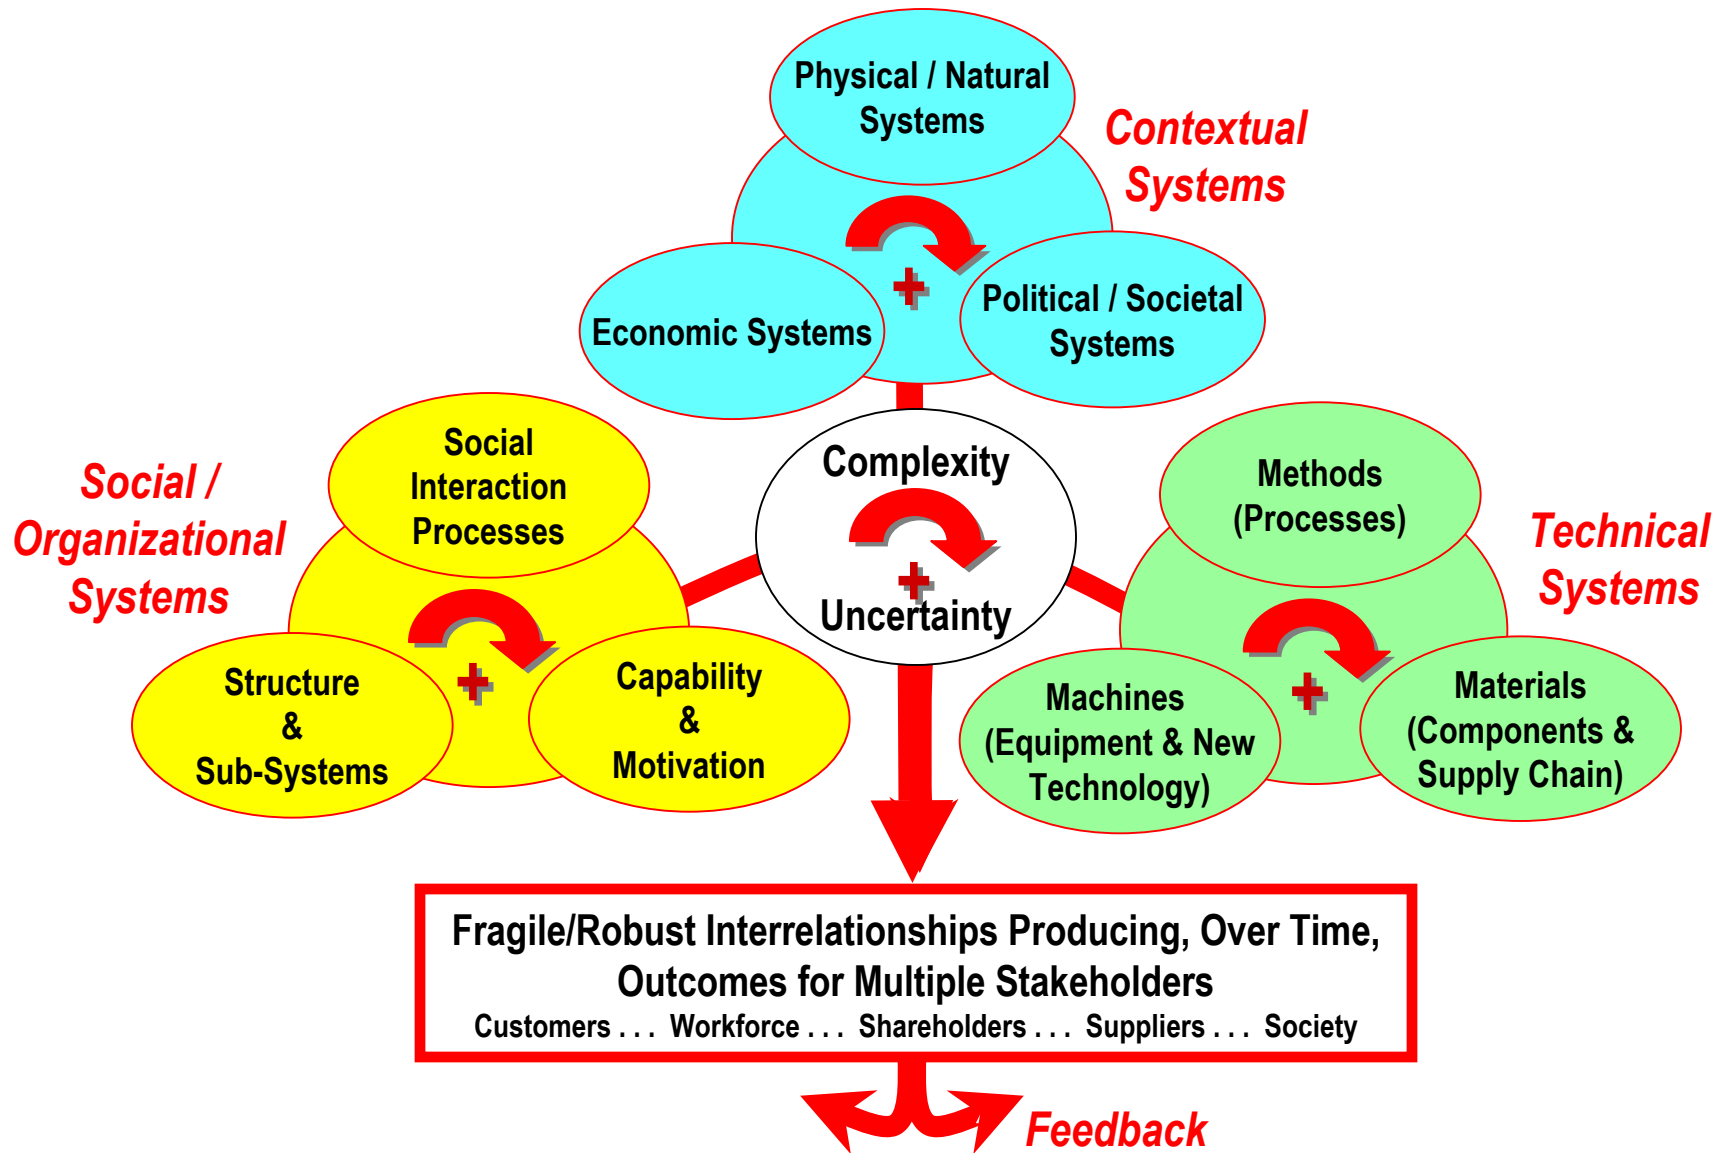 Physical / Natural
Systems
Contextual
Systems
Economic Systems
Political / Societal
Systems
Social /
Organizational
Systems
Social
Interaction
Processes
Structure
&
Sub-Systems
Capability
&
Motivation
Complexity
+
Uncertainty
Technical
Systems
Methods
(Processes)
Machines
(Equipment & New
Technology)
Materials
(Components &
Supply Chain)
Fragile/Robust Interrelationships Producing, Over Time,
Outcomes for Multiple Stakeholders
Customers . . . Workforce . . . Shareholders . . . Suppliers . . . Society
Feedback